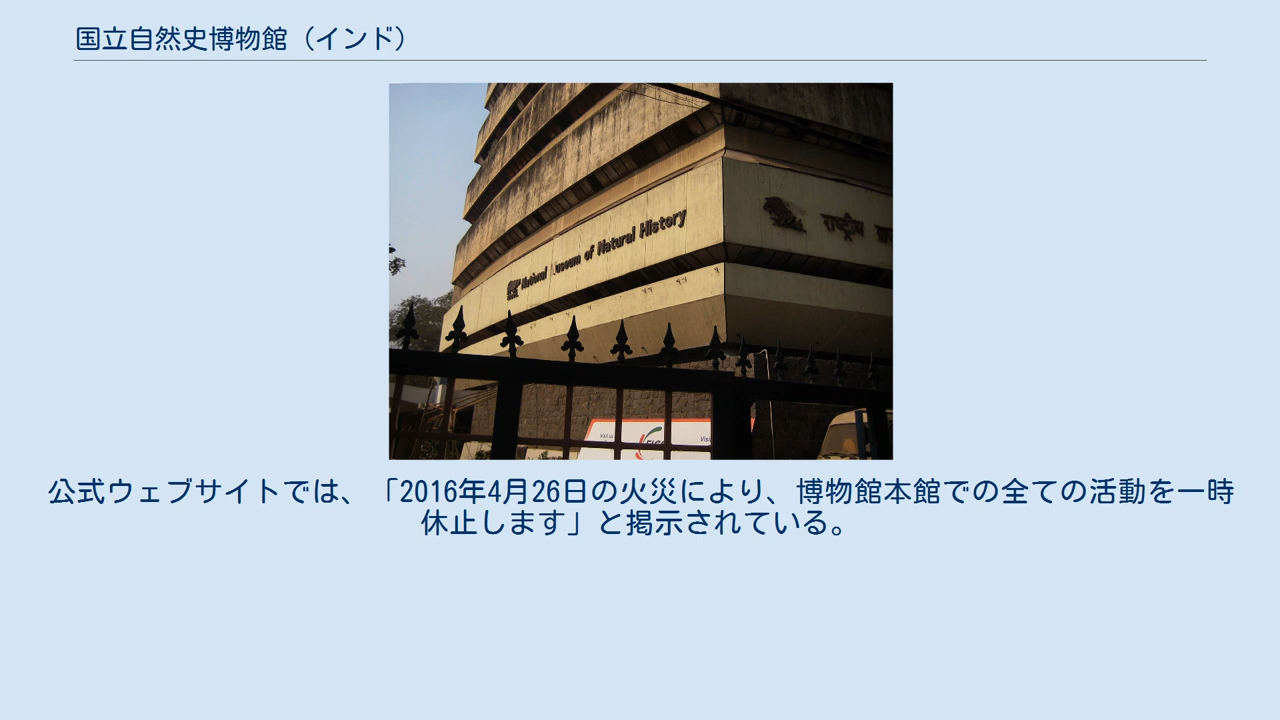 国立自然史博物館（インド）
National useum of Natural History
राष्ट्रीय
公式ウェブサイトでは、「2016年4月26日の火災により、博物館本館での全ての活動を一時
休止します」と掲示されている。